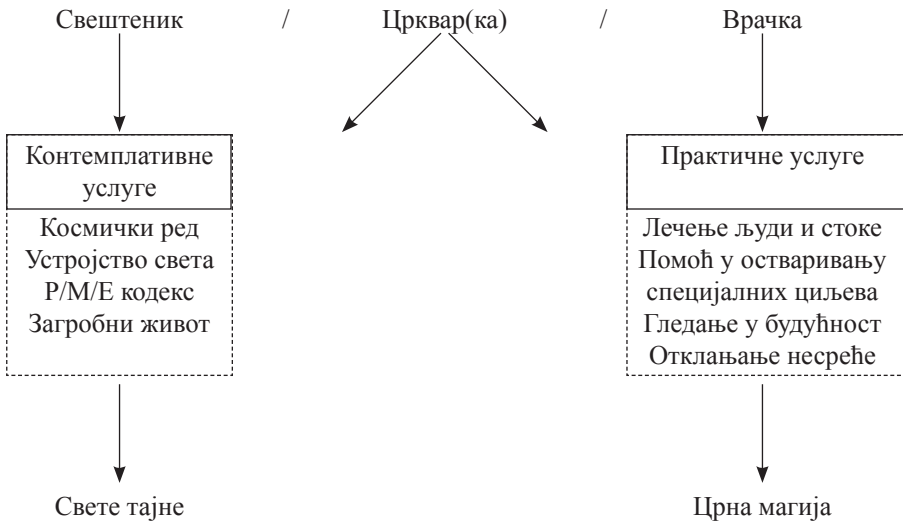 Свештеник / Црквар(ка) / Врачка
Контемплативне
услуге
Космички ред
Устројство света
Р/М/Е кодекс
Загробни живот
Практичне услуге
Лечење људи и стоке
Помоћ у остваривању
специјалних циљева
Гледање у будућност
Отклањање несреће
Свете тајне
Црна магија